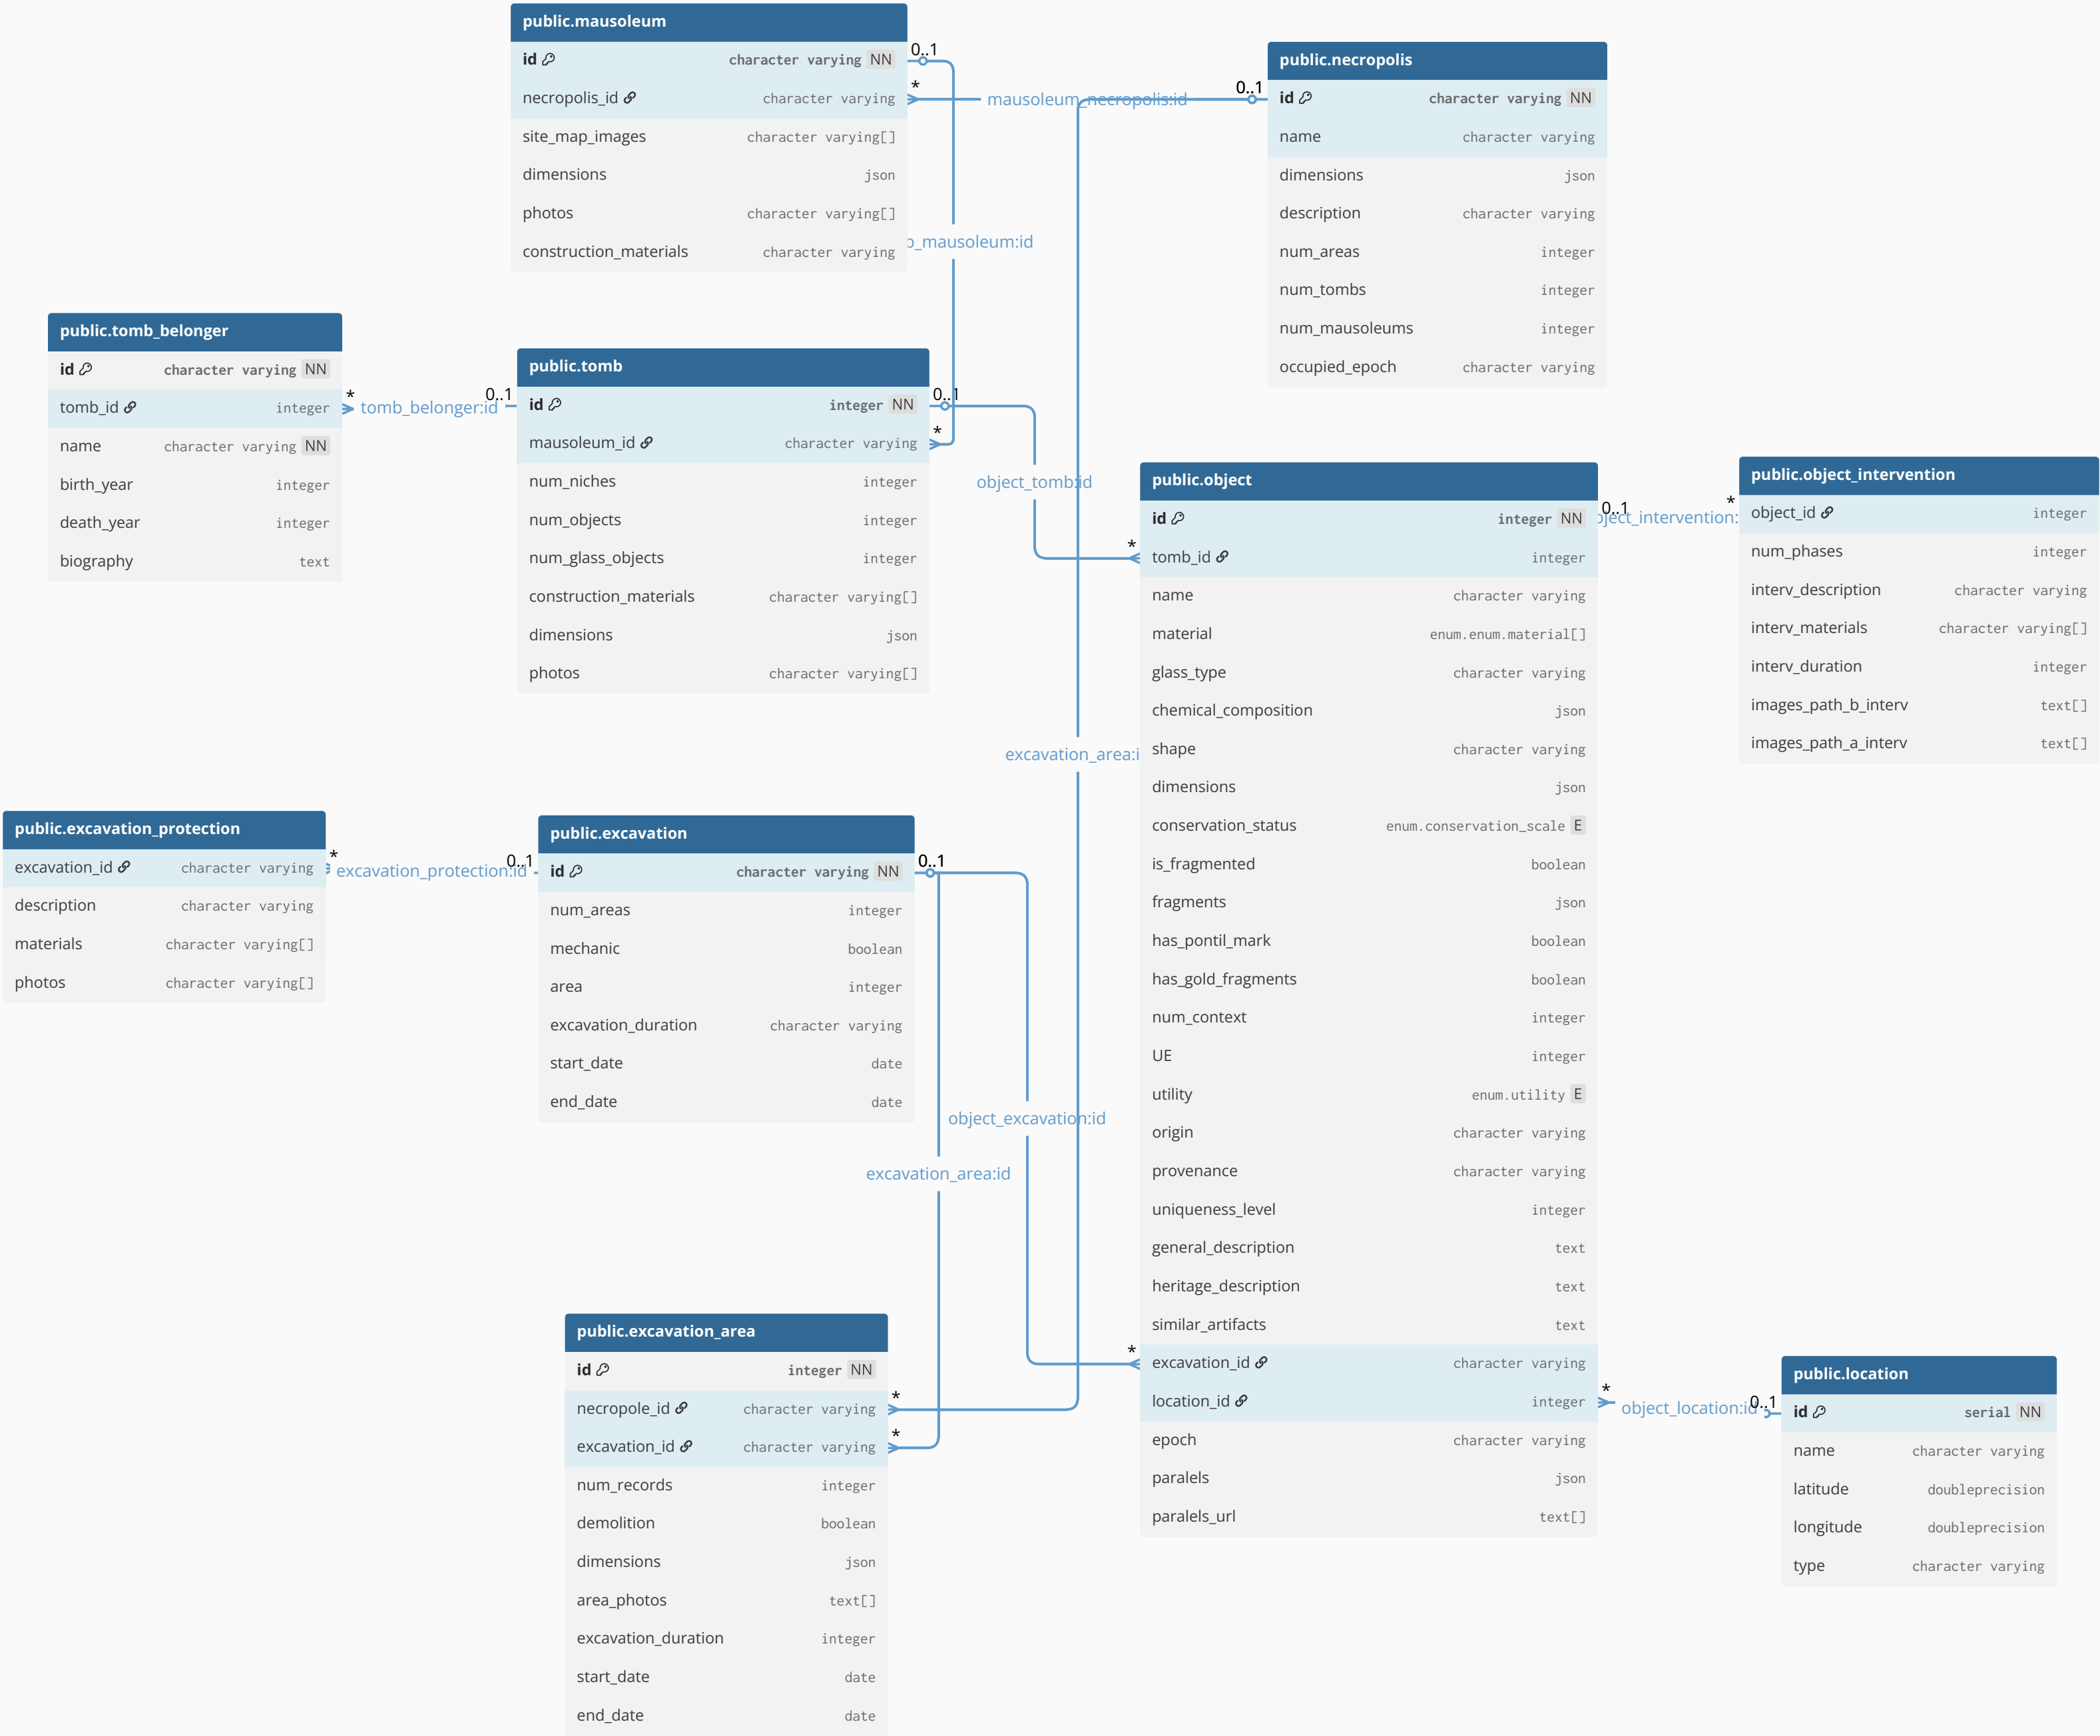 public.mausoleum
id character varying NN
necropolis_id character varying
site_map_images character varying[]
dimensions json
photos character varying[]
construction_materials character varying
0..1
*
mausoleum_necropolis:id
0..1
public.necropolis
id character varying NN
name character varying
dimensions json
description character varying
num_areas integer
num_tombs integer
num_mausoleums integer
occupied_epoch character varying
_mausoleum:id
public.tomb_belonger
id character varying NN
tomb_id integer
name character varying NN
birth_year integer
death_year integer
biography text
*
tomb_belonger:id
0..1
public.tomb
id integer NN
mausoleum_id character varying
num_niches integer
num_objects integer
num_glass_objects integer
construction_materials character varying[]
dimensions json
photos character varying[]
0..1
*
object_tomb:id
*
public.object
id integer NN
tomb_id integer
name character varying
material enum.enum.material[]
glass_type character varying
chemical_composition json
shape character varying
dimensions json
conservation_status enum.conservation_scale E
is_fragmented boolean
fragments json
has_pontil_mark boolean
has_gold_fragments boolean
num_context integer
UE integer
utility enum.utility E
origin character varying
provenance character varying
uniqueness_level integer
general_description text
heritage_description text
similar_artifacts text
excavation_id character varying
location_id integer
epoch character varying
paralels json
paralels_url text[]
0..1
*
ject_intervention:
public.object_intervention
object_id integer
num_phases integer
interv_description character varying
interv_materials character varying[]
interv_duration integer
images_path_b_interv text[]
images_path_a_interv text[]
excavation_area:i
public.excavation_protection
excavation_id character varying
description character varying
materials character varying[]
photos character varying[]
*
excavation_protection:id
0..1
public.excavation
id character varying NN
num_areas integer
mechanic boolean
area integer
excavation_duration character varying
start_date date
end_date date
0..1
object_excavation:id
excavation_area:id
*
public.excavation_area
id integer NN
necropole_id character varying
excavation_id character varying
num_records integer
demolition boolean
dimensions json
area_photos text[]
excavation_duration integer
start_date date
end_date date
*
*
*
object_location:id
0..1
public.location
id serial NN
name character varying
latitude doubleprecision
longitude doubleprecision
type character varying